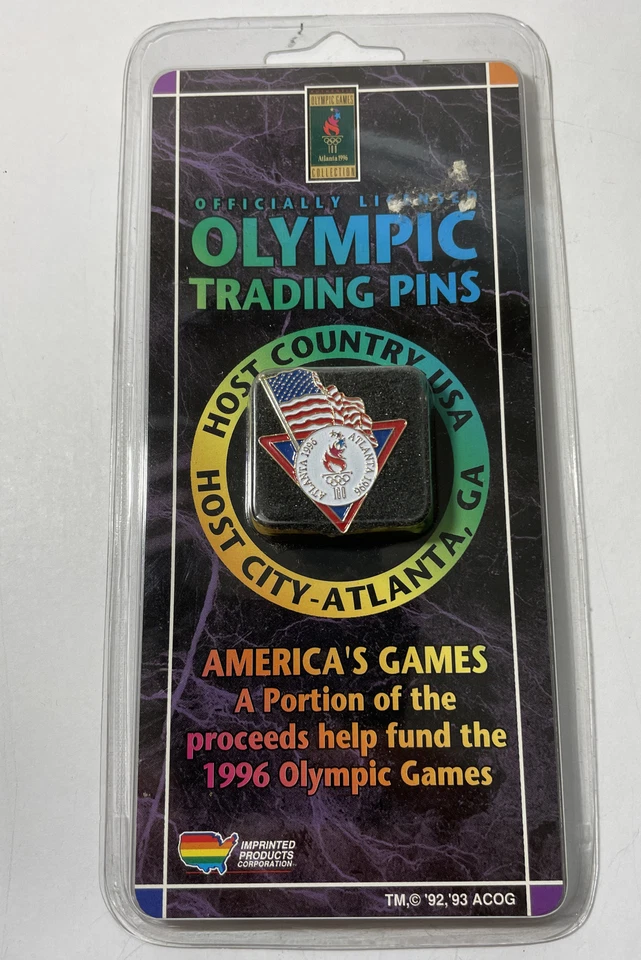 OLYMPIC GAMES
Atlanta 1996
COLLECTION
OFFICIALLY LICENSED
OLYMPIC
TRADING PINS
HOST COUNTRY USA
ATLANTA 1996
ATLANTA 1996
HOST CITY-ATLANTA, GA
AMERICA'S GAMES
A Portion of the
proceeds help fund the
1996 Olympic Games
IMPRINTED
PRODUCTS
CORPORATION
TM,© '92,'93 ACOG